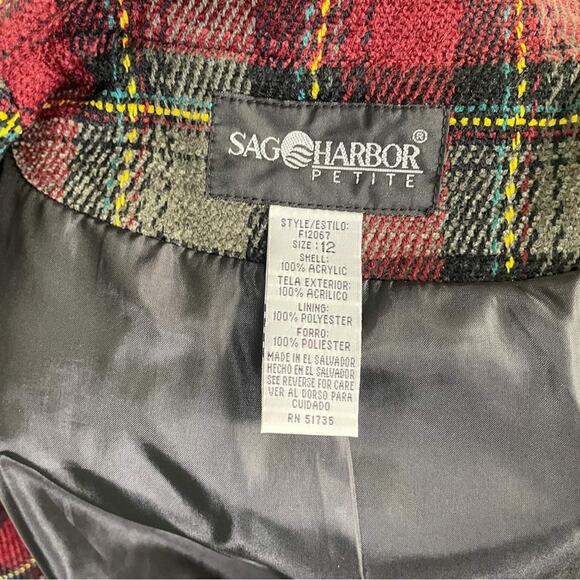 SAG HARBOR®
PETITE
STYLE/ESTILO:
F12067
SIZE: 12
SHELL:
100% ACRYLIC
TELA EXTERIOR:
100% ACRILICO
LINING:
100% POLYESTER
FORRO:
100% POLIESTER
MADE IN EL SALVADOR
HECHO EN EL SALVADOR
SEE REVERSE FOR CARE
VER AL DORSO PARA
CUIDADO
RN 51735